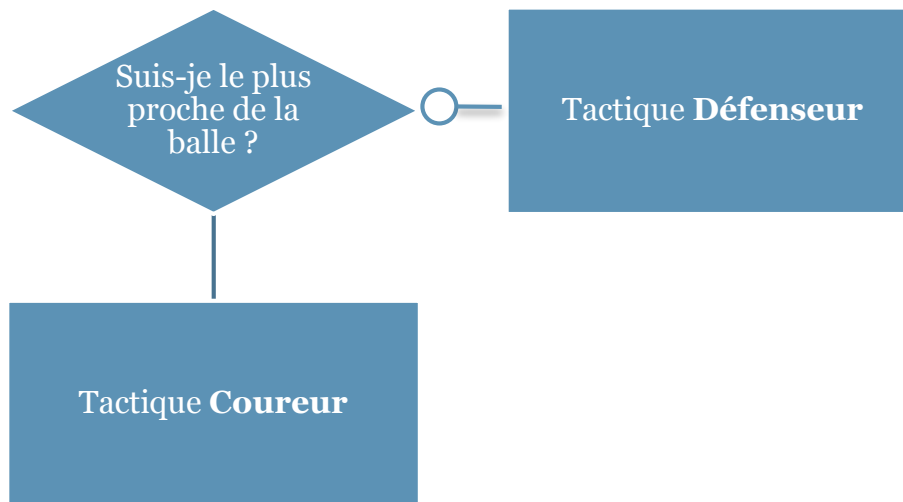 Suis-je le plus
proche de la
balle ?
Tactique Défenseur
Tactique Coureur